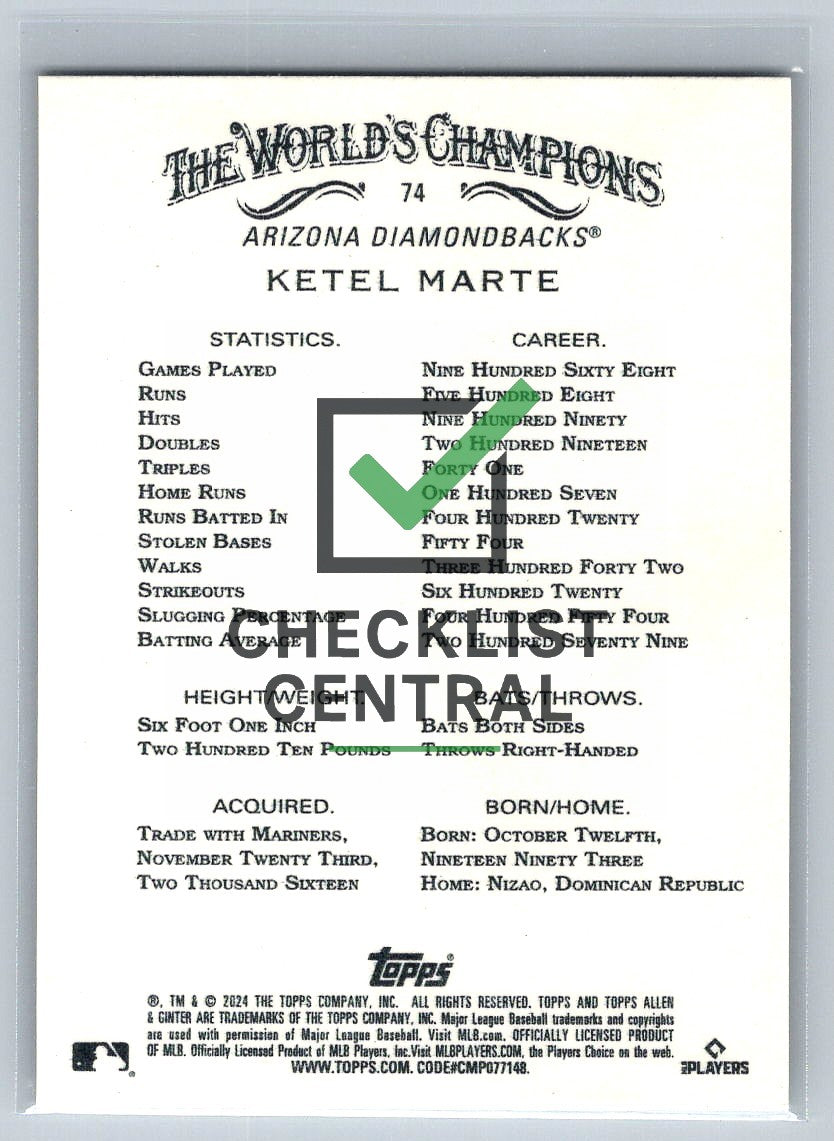 THE WORLD'S CHAMPIONS
74
ARIZONA DIAMONDBACKS®
KETEL MARTE
STATISTICS. CAREER.
GAMES PLAYED NINE HUNDRED SIXTY EIGHT
RUNS FIVE HUNDRED EIGHT
HITS NINE HUNDRED NINETY
DOUBLES TWO HUNDRED NINETEEN
TRIPLES FORTY ONE
HOME RUNS ONE HUNDRED SEVEN
RUNS BATTED IN FOUR HUNDRED TWENTY
STOLEN BASES FIFTY FOUR
WALKS THREE HUNDRED FORTY TWO
STRIKEOUTS SIX HUNDRED TWENTY
SLUGGING PERCENTAGE FOUR HUNDRED FIFTY FOUR
BATTING AVERAGE TWO HUNDRED SEVENTY NINE
CHECKLIST
CENTRAL
HEIGHT/WEIGHT. BATS/THROWS.
SIX FOOT ONE INCH BATS BOTH SIDES
TWO HUNDRED TEN POUNDS THROWS RIGHT-HANDED
ACQUIRED. BORN/HOME.
TRADE WITH MARINERS, BORN: OCTOBER TWELFTH,
NOVEMBER TWENTY THIRD, NINETEEN NINETY THREE
TWO THOUSAND SIXTEEN HOME: NIZAO, DOMINICAN REPUBLIC
topps®
®, TM & © 2024 THE TOPPS COMPANY, INC. ALL RIGHTS RESERVED. TOPPS AND TOPPS ALLEN
& GINTER ARE TRADEMARKS OF THE TOPPS COMPANY, INC. Major League Baseball trademarks and copyrights
are used with permission of Major League Baseball. Visit MLB.com. OFFICIALLY LICENSED PRODUCT
OF MLB. Officially Licensed Product of MLB Players, Inc.Visit MLBPLAYERS.COM, the Players Choice on the web.
WWW.TOPPS.COM. CODE#CMP077148.
PLAYERS